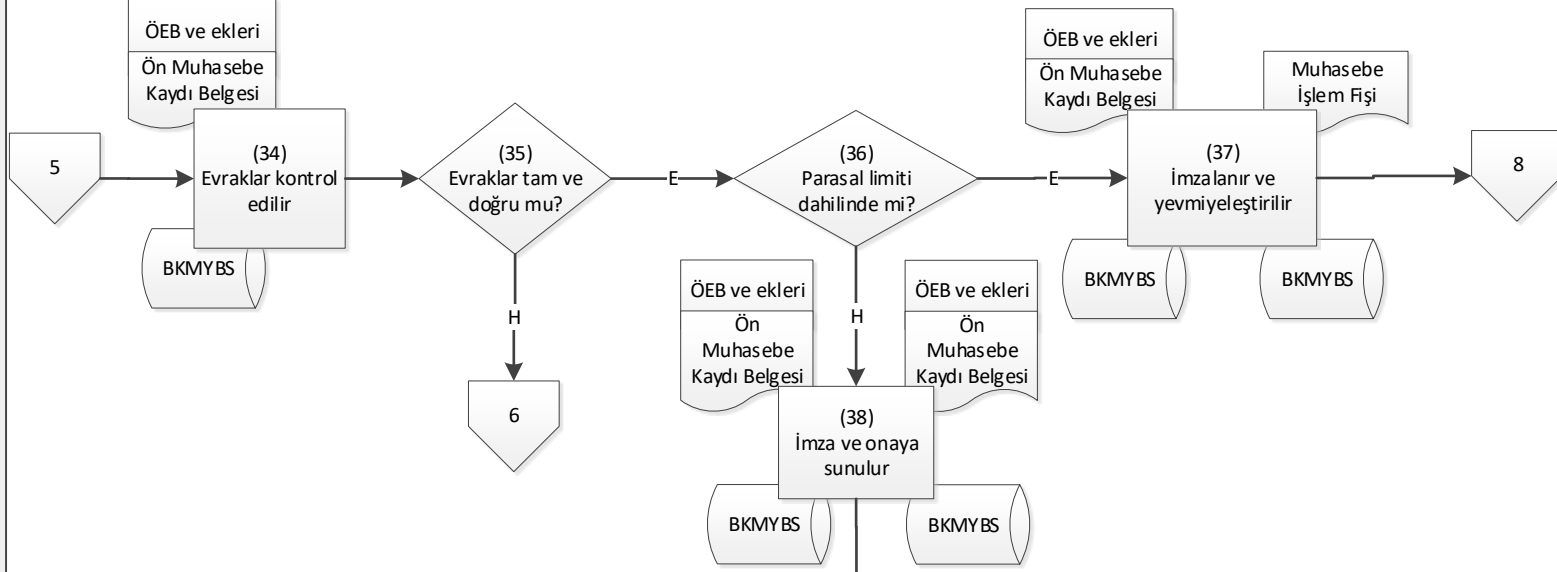 ÖEB ve ekleri
Ön Muhasebe
Kaydı Belgesi
5
(34)
Evraklar kontrol
edilir
BKMYBS
(35)
Evraklar tam ve
doğru mu?
E
H
6
(36)
Parasal limiti
dahilinde mi?
E
H
ÖEB ve ekleri
Ön Muhasebe
Kaydı Belgesi
Muhasebe
İşlem Fişi
(37)
İmzalanır ve
yevmiyeleştirilir
BKMYBS
BKMYBS
8
ÖEB ve ekleri
Ön
Muhasebe
Kaydı Belgesi
ÖEB ve ekleri
Ön
Muhasebe
Kaydı Belgesi
(38)
İmza ve onaya
sunulur
BKMYBS
BKMYBS